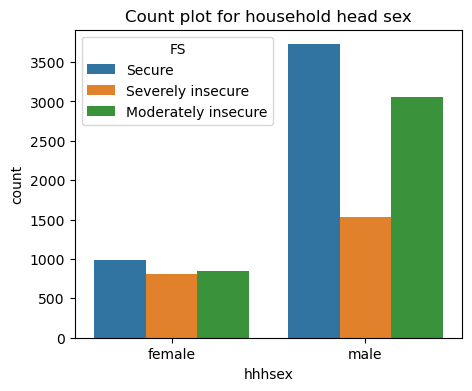 Count plot for household head sex
FS
Secure
Severely insecure
Moderately insecure
count
3500
3000
2500
2000
1500
1000
500
0
female
male
hhhsex